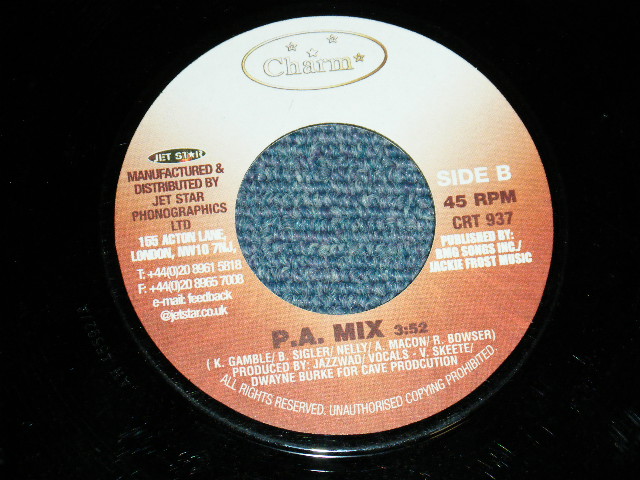 Charm
JET STAR
MANUFACTURED &
DISTRIBUTED BY
JET STAR
PHONOGRAPHICS
LTD
155 ACTON LANE,
LONDON, NW10 7NJ,
T: +44(0)20 8961 5818
F: +44(0)20 8965 7008
e-mail: feedback
@jetstar.co.uk
SIDE B
45 RPM
CRT 937
PUBLISHED BY:
BMG SONGS INC./
JACKIE FROST MUSIC
P.A. MIX 3:52
( K. GAMBLE/ B. SIGLER/ NELLY/ A. MACON/ R. BOWSER)
PRODUCED BY: JAZZWAD/ VOCALS - V. SKEETE/
DWAYNE BURKE FOR CAVE PRODCUTION
ALL RIGHTS RESERVED. UNAUTHORISED COPYING PROHIBITED.